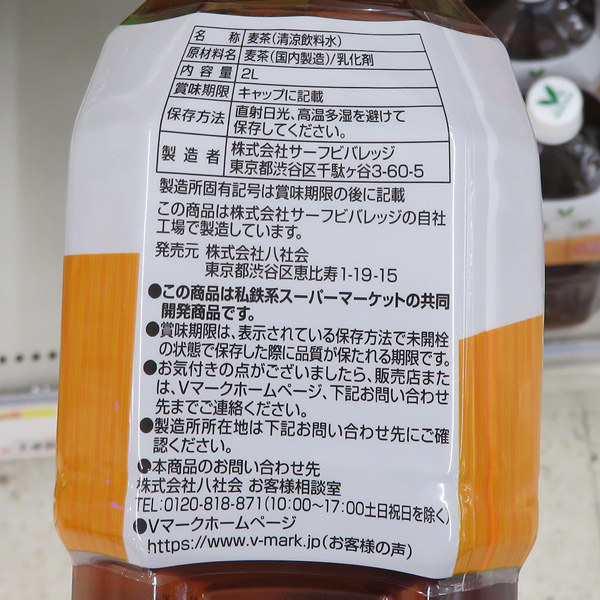 名称 麦茶(清涼飲料水)
原材料名 麦茶(国内製造)/乳化剤
内容量 2L
賞味期限 キャップに記載
保存方法 直射日光、高温多湿を避けて
保存してください。
製造者 株式会社サーフビバレッジ
東京都渋谷区千駄ヶ谷3-60-5
製造所固有記号は賞味期限の後に記載
この商品は株式会社サーフビバレッジの自社
工場で製造しています。
発売元 株式会社八社会
東京都渋谷区恵比寿1-19-15
●この商品は私鉄系スーパーマーケットの共同
開発商品です。
●賞味期限は、表示されている保存方法で未開栓
の状態で保存した際に品質が保たれる期限です。
●お気付きの点がございましたら、販売店また
は、Vマークホームページ、下記お問い合わせ
先までご連絡ください。
●製造所所在地は下記お問い合わせ先にご確
認ください。
●本商品のお問い合わせ先
株式会社八社会 お客様相談室
TEL:0120-818-871(10:00〜17:00土日祝日を除く)
●Vマークホームページ
https://www.v-mark.jp(お客様の声)